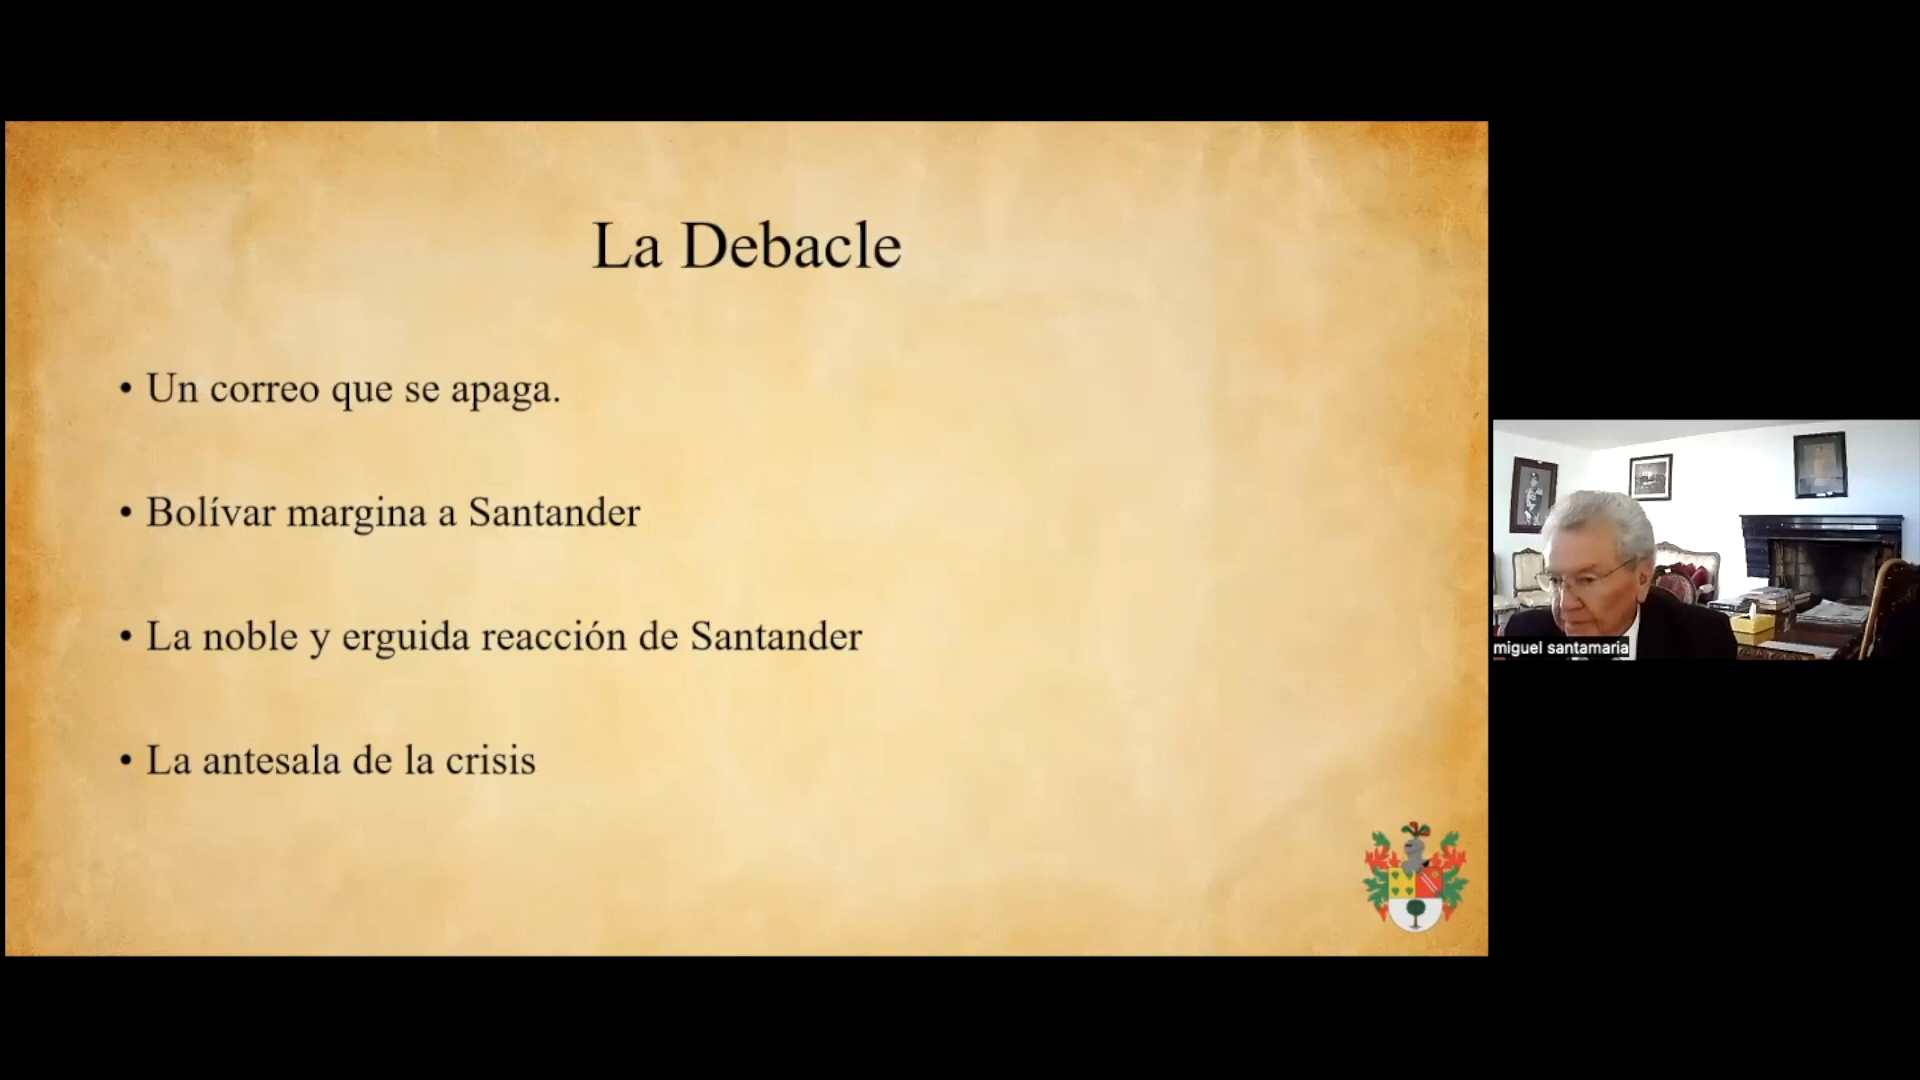 La Debacle
• Un correo que se apaga.
• Bolívar margina a Santander
• La noble y erguida reacción de Santander
• La antesala de la crisis
miguel santamaria